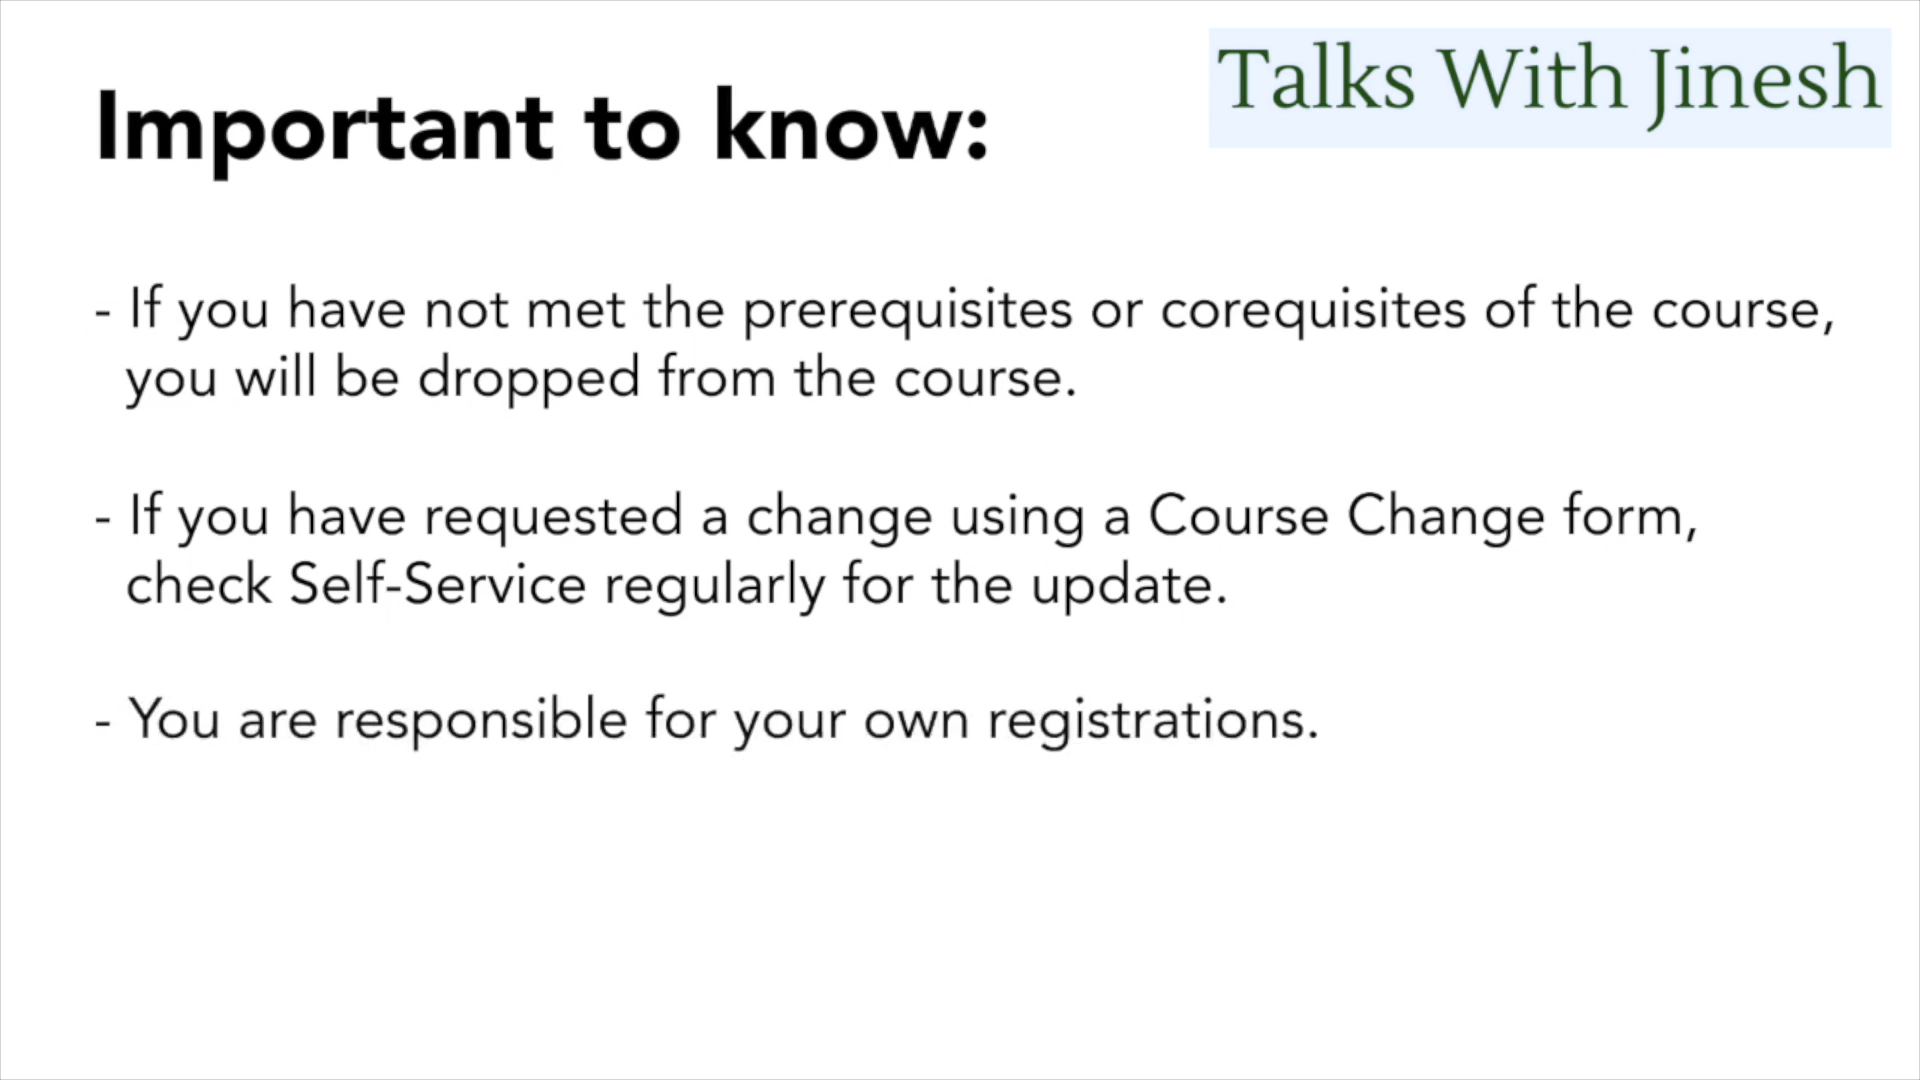 Talks With Jinesh
Important to know:
- If you have not met the prerequisites or corequisites of the course,
you will be dropped from the course.
- If you have requested a change using a Course Change form,
check Self-Service regularly for the update.
- You are responsible for your own registrations.